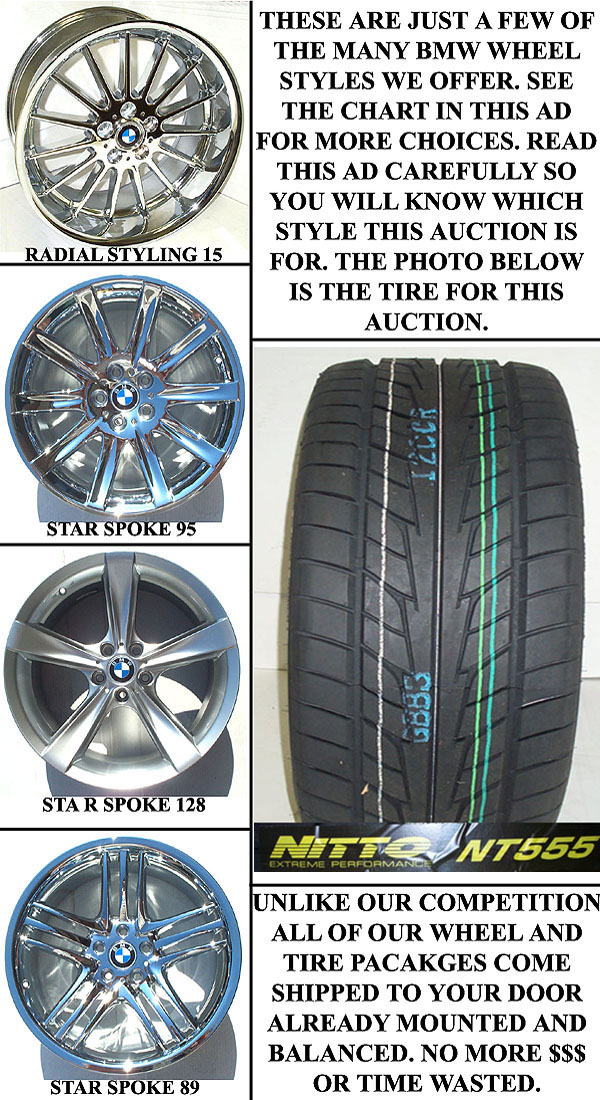 THESE ARE JUST A FEW OF
THE MANY BMW WHEEL
STYLES WE OFFER. SEE
THE CHART IN THIS AD
FOR MORE CHOICES. READ
THIS AD CAREFULLY SO
YOU WILL KNOW WHICH
STYLE THIS AUCTION IS
FOR. THE PHOTO BELOW
IS THE TIRE FOR THIS
AUCTION.
RADIAL STYLING 15
STAR SPOKE 95
STA R SPOKE 128
STAR SPOKE 89
NITTO NT555
EXTREME PERFORMANCE
UNLIKE OUR COMPETITION
ALL OF OUR WHEEL AND
TIRE PACAKGES COME
SHIPPED TO YOUR DOOR
ALREADY MOUNTED AND
BALANCED. NO MORE $$$
OR TIME WASTED.